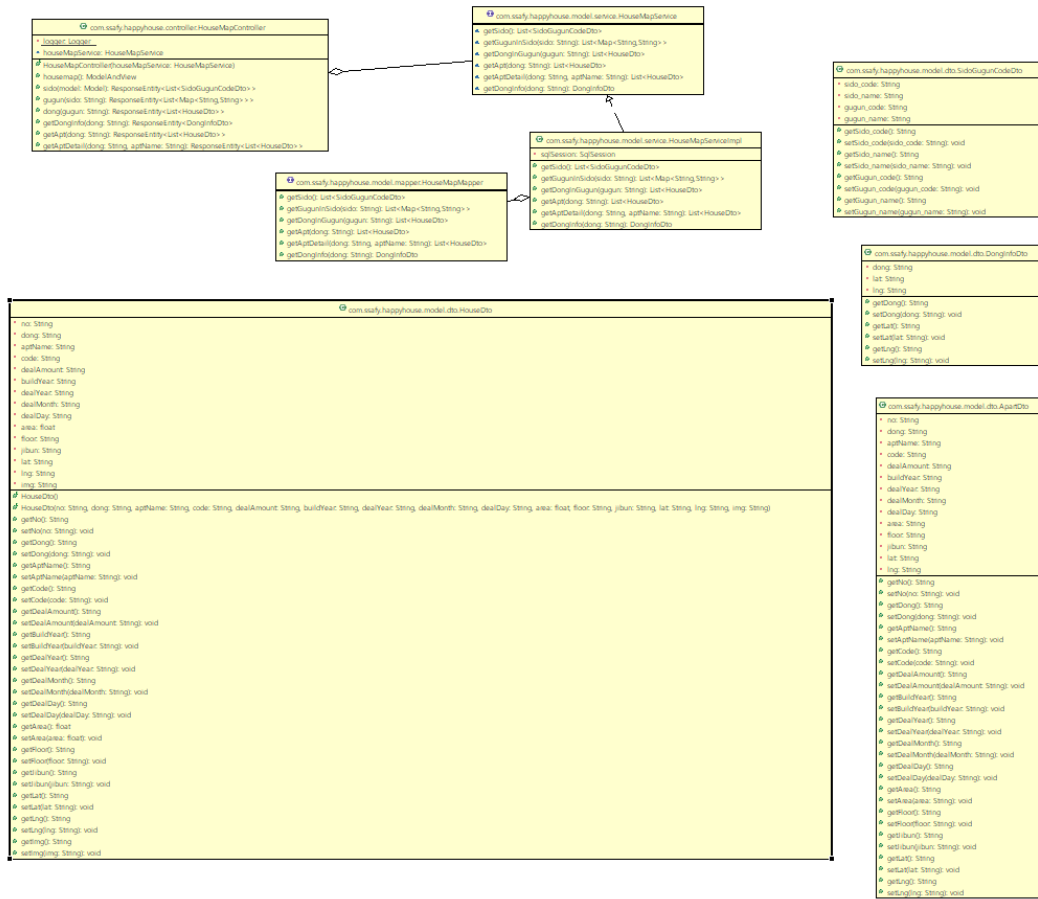 com.ssafy.happyhouse.controller.HouseMapController
logger: Logger
houseMapService: HouseMapService
HouseMapController(houseMapService: HouseMapService)
housemap(): ModelAndView
sido(model: Model): ResponseEntity<List<SidoGugunCodeDto>>
gugun(sido: String): ResponseEntity<List<Map<String,String>>>
dong(gugun: String): ResponseEntity<List<HouseDto>>
getDongInfo(dong: String): ResponseEntity<DongInfoDto>
getApt(dong: String): ResponseEntity<List<HouseDto>>
getAptDetail(dong: String, aptName: String): ResponseEntity<List<HouseDto>>
com.ssafy.happyhouse.model.service.HouseMapService
getSido(): List<SidoGugunCodeDto>
getGugunInSido(sido: String): List<Map<String,String>>
getDongInGugun(gugun: String): List<HouseDto>
getApt(dong: String): List<HouseDto>
getAptDetail(dong: String, aptName: String): List<HouseDto>
getDongInfo(dong: String): DongInfoDto
com.ssafy.happyhouse.model.service.HouseMapServiceImpl
sqlSession: SqlSession
getSido(): List<SidoGugunCodeDto>
getGugunInSido(sido: String): List<Map<String,String>>
getDongInGugun(gugun: String): List<HouseDto>
getApt(dong: String): List<HouseDto>
getAptDetail(dong: String, aptName: String): List<HouseDto>
getDongInfo(dong: String): DongInfoDto
com.ssafy.happyhouse.model.mapper.HouseMapMapper
getSido(): List<SidoGugunCodeDto>
getGugunInSido(sido: String): List<Map<String,String>>
getDongInGugun(gugun: String): List<HouseDto>
getApt(dong: String): List<HouseDto>
getAptDetail(dong: String, aptName: String): List<HouseDto>
getDongInfo(dong: String): DongInfoDto
com.ssafy.happyhouse.model.dto.SidoGugunCodeDto
sido_code: String
sido_name: String
gugun_code: String
gugun_name: String
getSido_code(): String
setSido_code(sido_code: String): void
getSido_name(): String
setSido_name(sido_name: String): void
getGugun_code(): String
setGugun_code(gugun_code: String): void
getGugun_name(): String
setGugun_name(gugun_name: String): void
com.ssafy.happyhouse.model.dto.DongInfoDto
dong: String
lat: String
lng: String
getDong(): String
setDong(dong: String): void
getLat(): String
setLat(lat: String): void
getLng(): String
setLng(lng: String): void
com.ssafy.happyhouse.model.dto.HouseDto
no: String
dong: String
aptName: String
code: String
dealAmount: String
buildYear: String
dealYear: String
dealMonth: String
dealDay: String
area: float
floor: String
jibun: String
lat: String
lng: String
img: String
HouseDto()
HouseDto(no: String, dong: String, aptName: String, code: String, dealAmount: String, buildYear: String, dealYear: String, dealMonth: String, dealDay: String, area: float, floor: String, jibun: String, lat: String, lng: String, img: String)
getNo(): String
setNo(no: String): void
getDong(): String
setDong(dong: String): void
getAptName(): String
setAptName(aptName: String): void
getCode(): String
setCode(code: String): void
getDealAmount(): String
setDealAmount(dealAmount: String): void
getBuildYear(): String
setBuildYear(buildYear: String): void
getDealYear(): String
setDealYear(dealYear: String): void
getDealMonth(): String
setDealMonth(dealMonth: String): void
getDealDay(): String
setDealDay(dealDay: String): void
getArea(): float
setArea(area: float): void
getFloor(): String
setFloor(floor: String): void
getJibun(): String
setJibun(jibun: String): void
getLat(): String
setLat(lat: String): void
getLng(): String
setLng(lng: String): void
getImg(): String
setImg(img: String): void
com.ssafy.happyhouse.model.dto.ApartDto
no: String
dong: String
aptName: String
code: String
dealAmount: String
buildYear: String
dealYear: String
dealMonth: String
dealDay: String
area: String
floor: String
jibun: String
lat: String
lng: String
getNo(): String
setNo(no: String): void
getDong(): String
setDong(dong: String): void
getAptName(): String
setAptName(aptName: String): void
getCode(): String
setCode(code: String): void
getDealAmount(): String
setDealAmount(dealAmount: String): void
getBuildYear(): String
setBuildYear(buildYear: String): void
getDealYear(): String
setDealYear(dealYear: String): void
getDealMonth(): String
setDealMonth(dealMonth: String): void
getDealDay(): String
setDealDay(dealDay: String): void
getArea(): String
setArea(area: String): void
getFloor(): String
setFloor(floor: String): void
getJibun(): String
setJibun(jibun: String): void
getLat(): String
setLat(lat: String): void
getLng(): String
setLng(lng: String): void